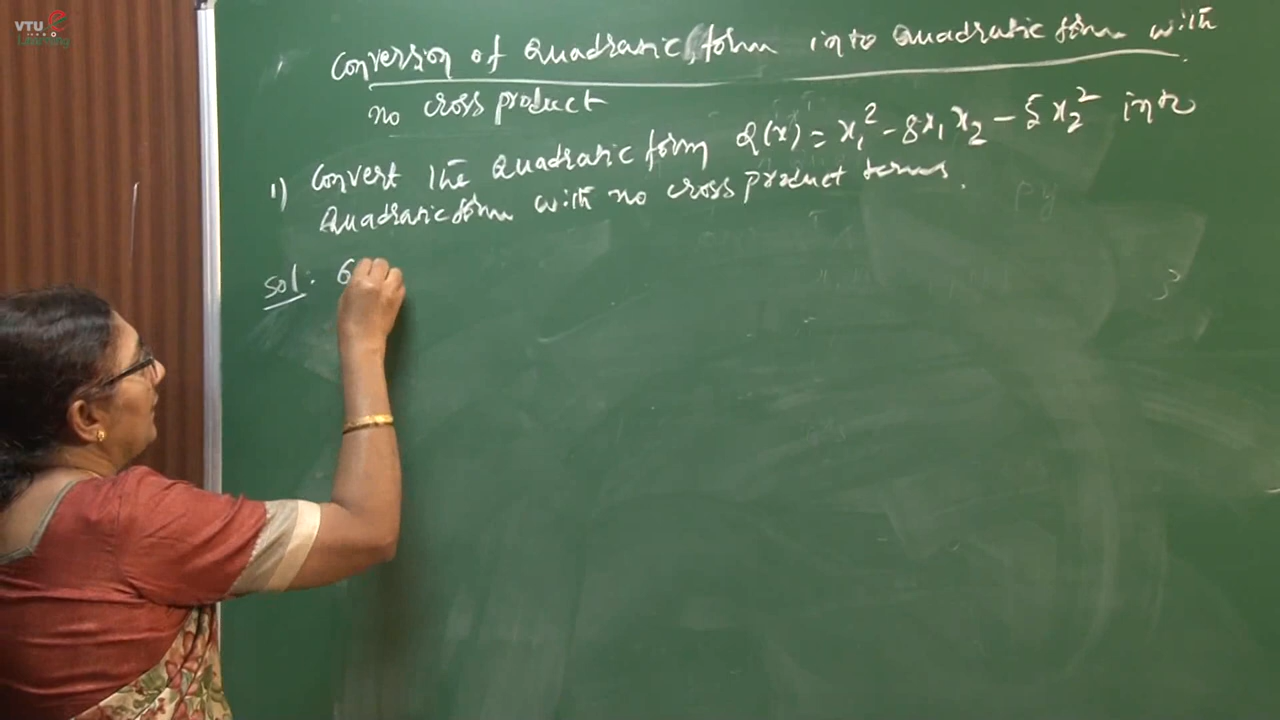 VTU e
Learning
Conversion of Quadratic form into Quadratic form with
no cross product
1) Convert the Quadratic form Q(x) = x₁² - 8x₁x₂ - 5x₂² into
Quadratic form with no cross product terms.
Sol: G